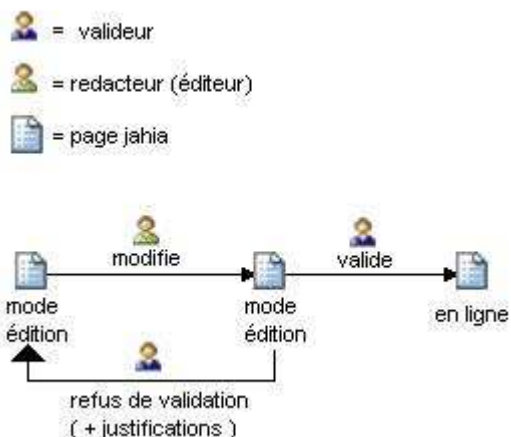 = valideur
= redacteur (éditeur)
= page jahia
modifie
valide
mode
édition
mode
édition
en ligne
refus de validation
( + justifications )